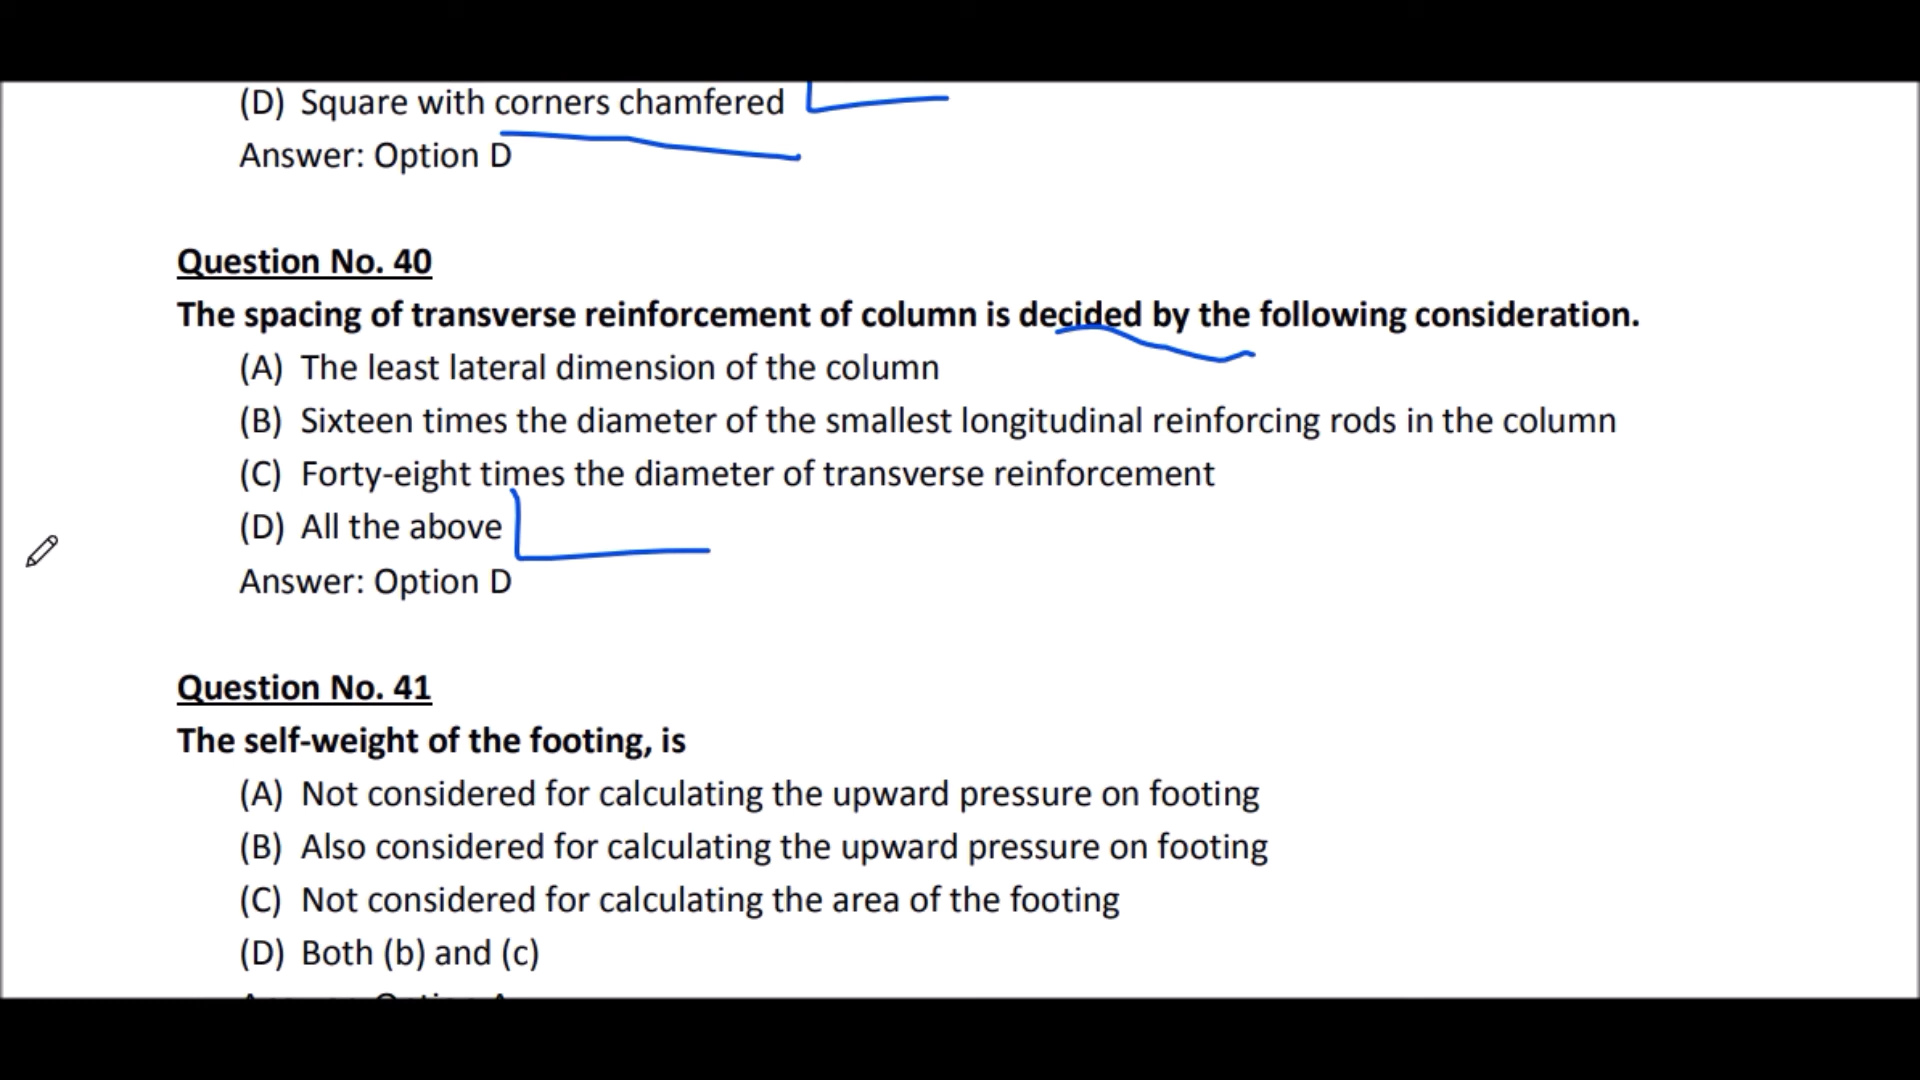 (D) Square with corners chamfered
Answer: Option D
Question No. 40
The spacing of transverse reinforcement of column is decided by the following consideration.
(A) The least lateral dimension of the column
(B) Sixteen times the diameter of the smallest longitudinal reinforcing rods in the column
(C) Forty-eight times the diameter of transverse reinforcement
(D) All the above
Answer: Option D
Question No. 41
The self-weight of the footing, is
(A) Not considered for calculating the upward pressure on footing
(B) Also considered for calculating the upward pressure on footing
(C) Not considered for calculating the area of the footing
(D) Both (b) and (c)